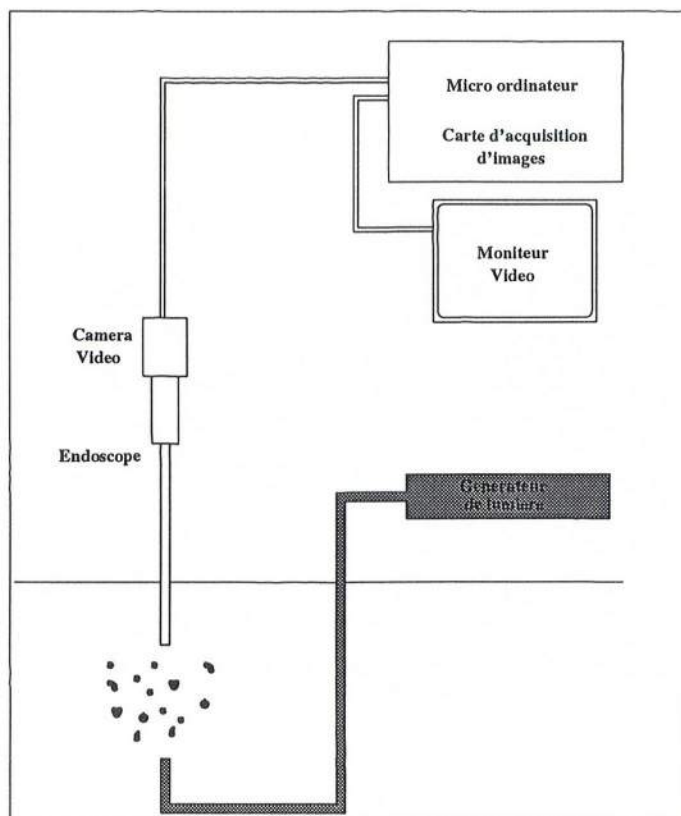 Micro ordinateur
Carte d'acquisition
d'images
Moniteur
Video
Camera
Video
Endoscope
Generateur
de lumiere